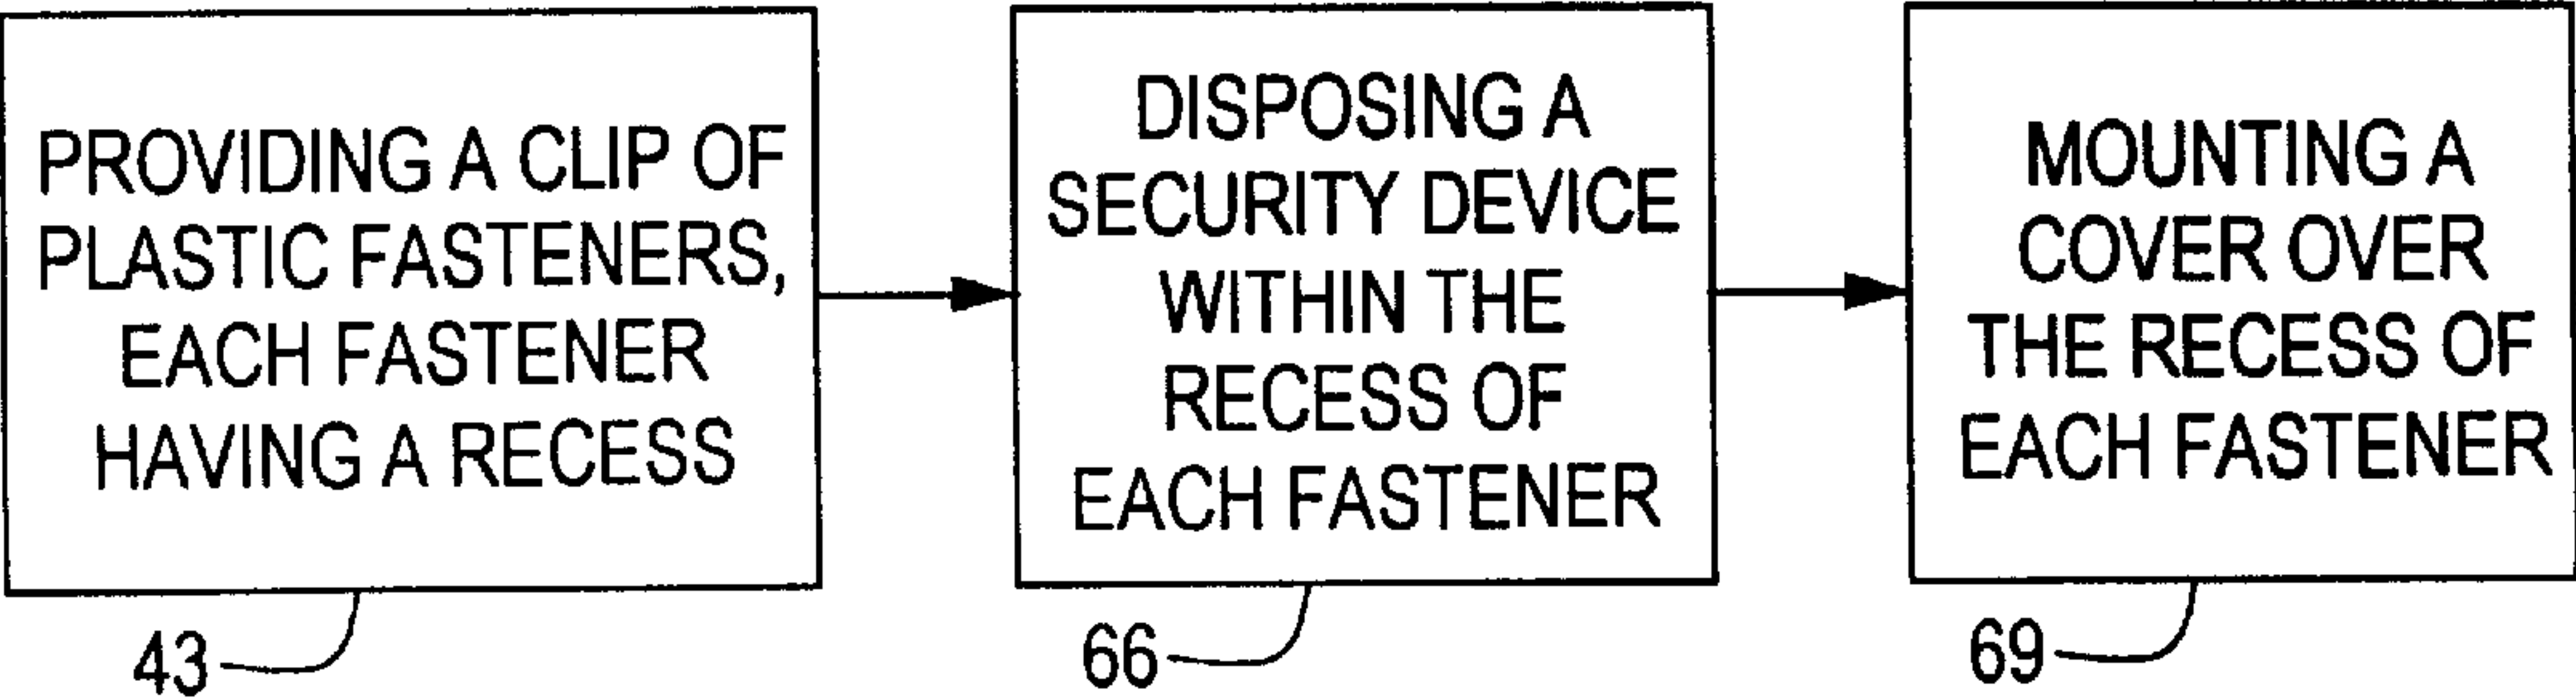 PROVIDING A CLIP OF
PLASTIC FASTENERS,
EACH FASTENER
HAVING A RECESS
43
DISPOSING A
SECURITY DEVICE
WITHIN THE
RECESS OF
EACH FASTENER
66
MOUNTING A
COVER OVER
THE RECESS OF
EACH FASTENER
69